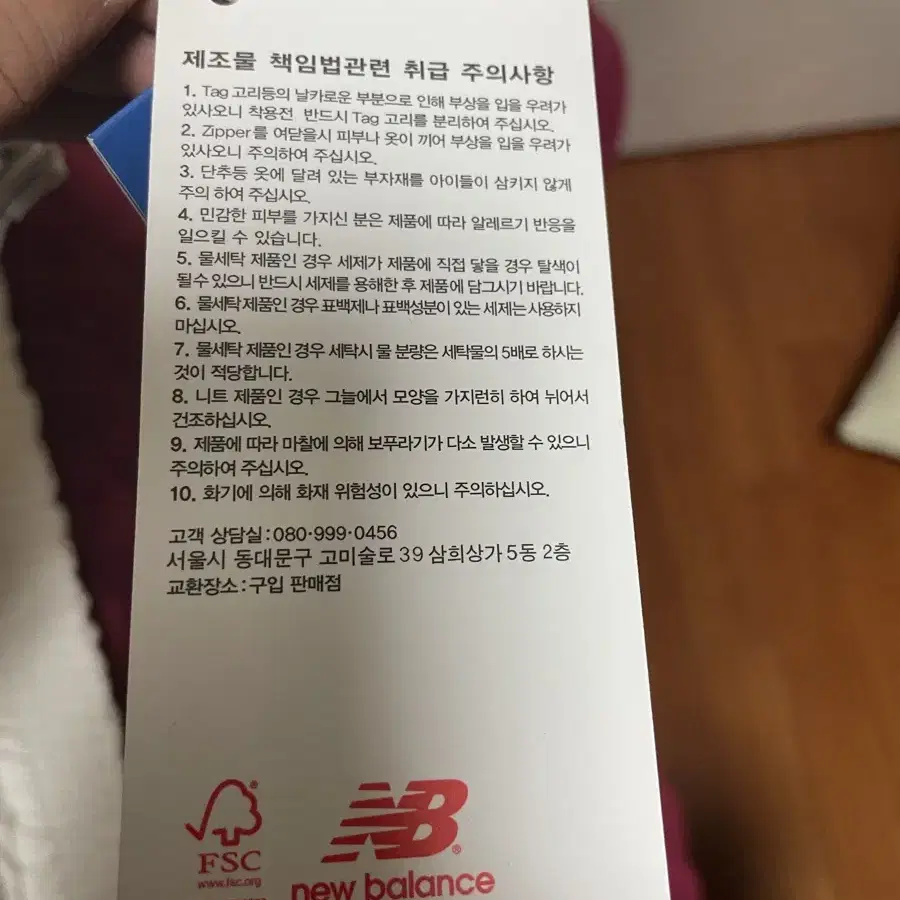 제조물 책임법관련 취급 주의사항
1. Tag 고리등의 날카로운 부분으로 인해 부상을 입을 우려가
있사오니 착용전 반드시 Tag 고리를 분리하여 주십시오.
2. Zipper를 여닫을시 피부나 옷이 끼어 부상을 입을 우려가
있사오니 주의하여 주십시오.
3. 단추등 옷에 달려 있는 부자재를 아이들이 삼키지 않게
주의 하여 주십시오.
4. 민감한 피부를 가지신 분은 제품에 따라 알레르기 반응을
일으킬 수 있습니다.
5. 물세탁 제품인 경우 세제가 제품에 직접 닿을 경우 탈색이
될수 있으니 반드시 세제를 용해한 후 제품에 담그시기 바랍니다.
6. 물세탁 제품인 경우 표백제나 표백성분이 있는 세제는 사용하지
마십시오.
7. 물세탁 제품인 경우 세탁시 물 분량은 세탁물의 5배로 하시는
것이 적당합니다.
8. 니트 제품인 경우 그늘에서 모양을 가지런히 하여 뉘어서
건조하십시오.
9. 제품에 따라 마찰에 의해 보푸라기가 다소 발생할 수 있으니
주의하여 주십시오.
10. 화기에 의해 화재 위험성이 있으니 주의하십시오.
고객 상담실:080·999·0456
서울시 동대문구 고미술로 39 삼희상가 5동 2층
교환장소:구입 판매점
FSC
www.fsc.org
NB
new balance